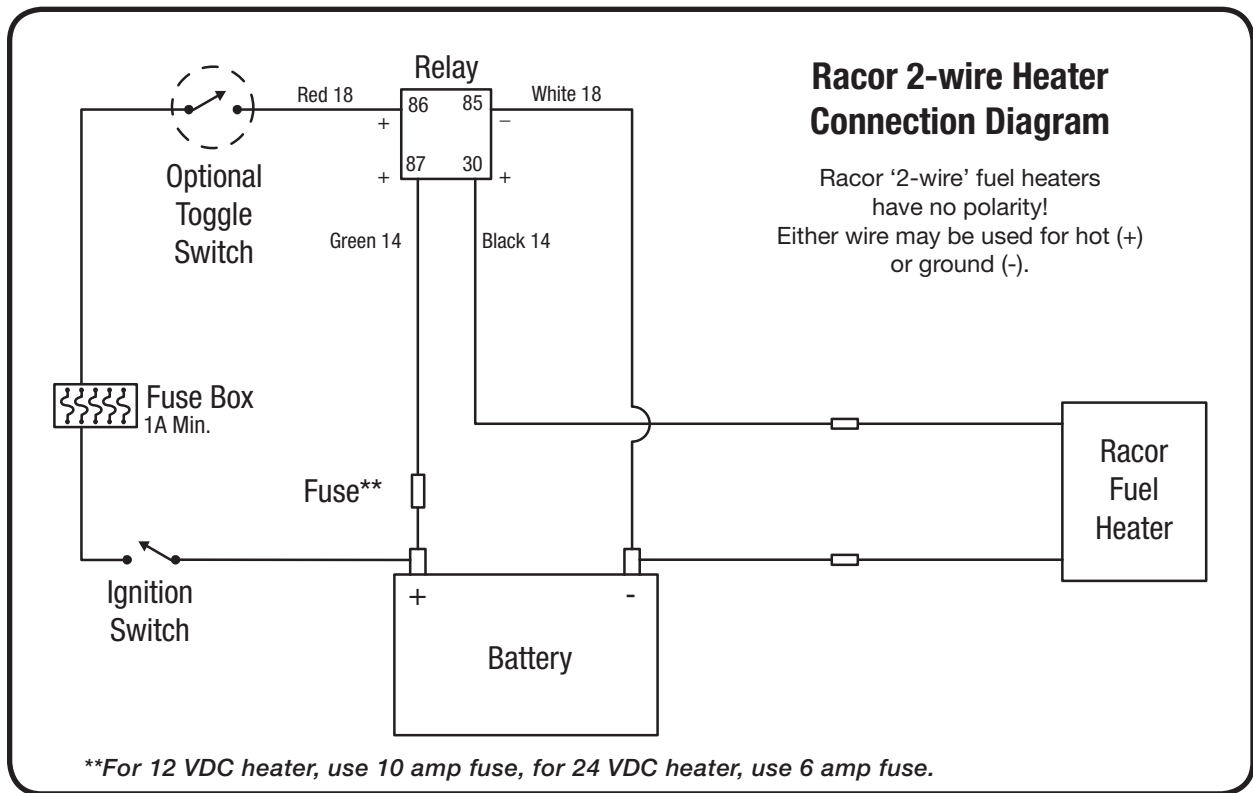 Racor 2-wire Heater
Connection Diagram
Racor ‘2-wire’ fuel heaters
have no polarity!
Either wire may be used for hot (+)
or ground (-).
Relay
Red 18
86 85
White 18
+ –
87 30
+ +
Optional
Toggle
Switch
Green 14
Black 14
Fuse Box
1A Min.
Fuse**
Ignition
Switch
+ -
Battery
Racor
Fuel
Heater
**For 12 VDC heater, use 10 amp fuse, for 24 VDC heater, use 6 amp fuse.